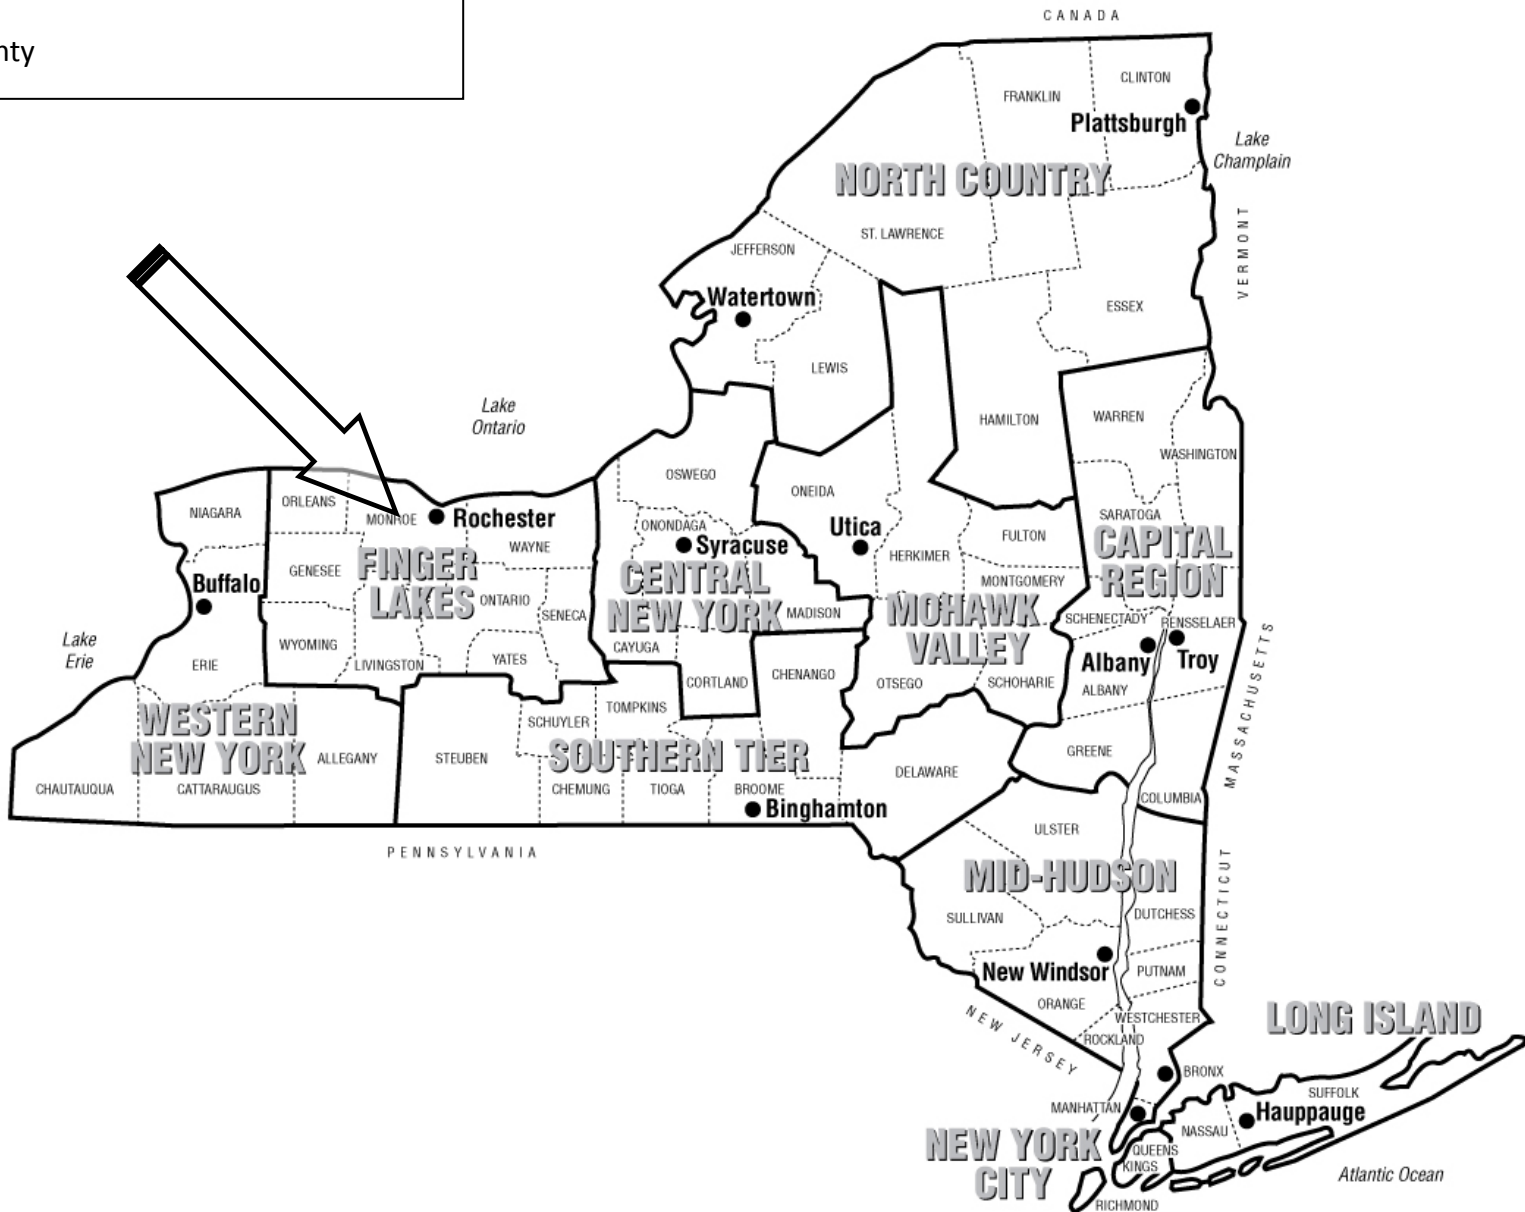 nty
CANADA
CLINTON
FRANKLIN
Plattsburgh
Lake
Champlain
NORTH COUNTRY
VERMONT
ST. LAWRENCE
JEFFERSON
Watertown
ESSEX
LEWIS
Lake
Ontario
HAMILTON
WARREN
WASHINGTON
OSWEGO
ONEIDA
NIAGARA
ORLEANS
MONROE
Rochester
WAYNE
ONONDAGA
Syracuse
Utica
HERKIMER
FULTON
SARATOGA
CAPITAL
REGION
GENESEE
FINGER
LAKES
ONTARIO
SENECA
CENTRAL
NEW YORK
MADISON
MONTGOMERY
MOHAWK
VALLEY
SCHENECTADY
RENSSELAER
Buffalo
Lake
Erie
ERIE
WYOMING
LIVINGSTON
YATES
CAYUGA
CORTLAND
CHENANGO
OTSEGO
SCHOHARIE
Albany
Troy
ALBANY
MASSACHUSETTS
WESTERN
NEW YORK
ALLEGANY
STEUBEN
SCHUYLER
TOMPKINS
SOUTHERN TIER
CHAUTAUQUA
CATTARAUGUS
CHEMUNG
TIOGA
BROOME
Binghamton
DELAWARE
GREENE
COLUMBIA
PENNSYLVANIA
ULSTER
MID-HUDSON
SULLIVAN
DUTCHESS
CONNECTICUT
New Windsor
PUTNAM
ORANGE
WESTCHESTER
ROCKLAND
NEW JERSEY
LONG ISLAND
BRONX
MANHATTAN
SUFFOLK
Hauppauge
NASSAU
NEW YORK
CITY
QUEENS
KINGS
RICHMOND
Atlantic Ocean